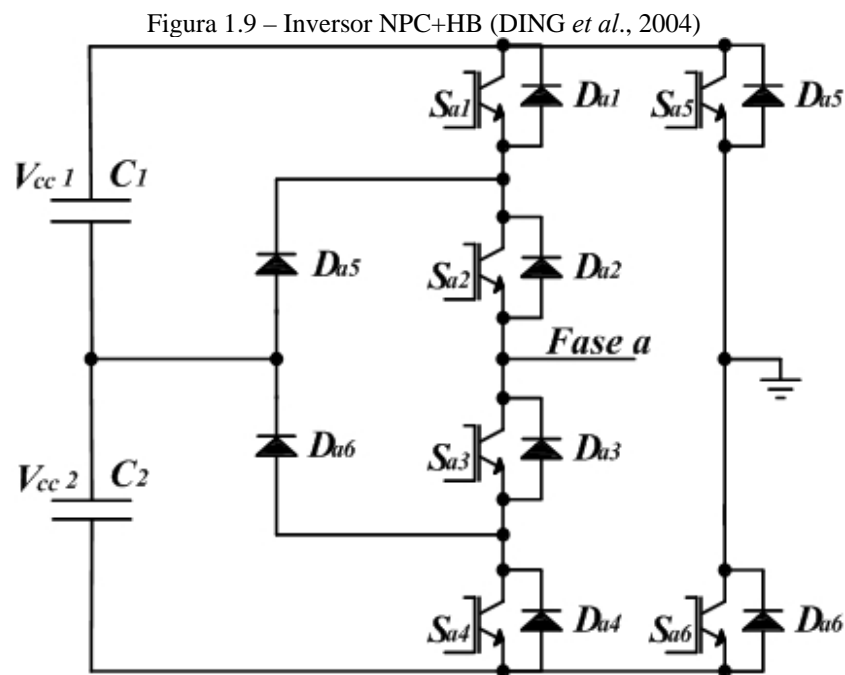 Figura 1.9 – Inversor NPC+HB (DING et al., 2004)
Sa1 Da1 Sa5 Da5
Vcc 1 C1
Da5 Sa2 Da2
Fase a
Vcc 2 C2 Da6 Sa3 Da3
Sa4 Da4 Sa6 Da6